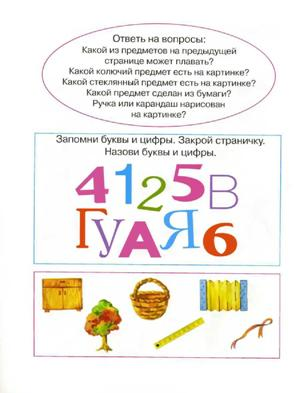 Ответь на вопросы:
Какой из предметов на предыдущей
странице может плавать?
Какой колючий предмет есть на картинке?
Какой стеклянный предмет есть на картинке?
Какой предмет сделан из бумаги?
Ручка или карандаш нарисован
на картинке?
Запомни буквы и цифры. Закрой страничку.
Назови буквы и цифры.
4125В
ГУАЯ6